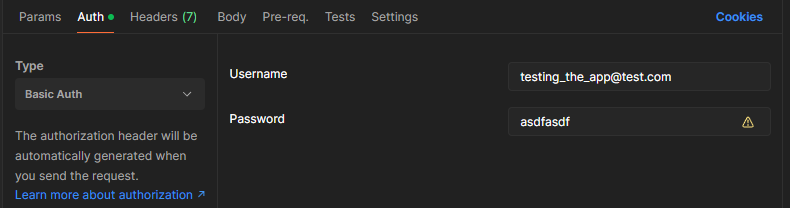 Params Auth Headers (7) Body Pre-req. Tests Settings Cookies
Type
Basic Auth
The authorization header will be
automatically generated when
you send the request.
Learn more about authorization ↗
Username testing_the_app@test.com
Password asdfasdf